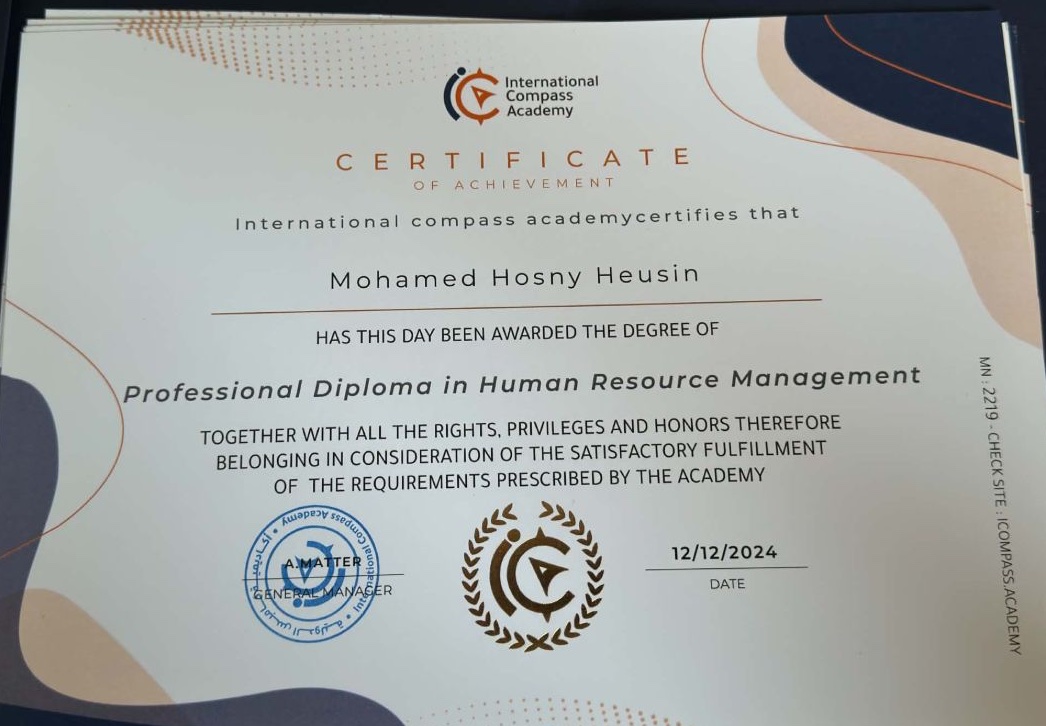 International
Compass
Academy
CERTIFICATE
OF ACHIEVEMENT
International compass academycertifies that
Mohamed Hosny Heusin
HAS THIS DAY BEEN AWARDED THE DEGREE OF
Professional Diploma in Human Resource Management
TOGETHER WITH ALL THE RIGHTS, PRIVILEGES AND HONORS THEREFORE
BELONGING IN CONSIDERATION OF THE SATISFACTORY FULFILLMENT
OF THE REQUIREMENTS PRESCRIBED BY THE ACADEMY
International Compass Academy
A.MATTER
GENERAL MANAGER
12/12/2024
DATE
MN : 2219 - CHECK SITE : ICOMPASS.ACADEMY